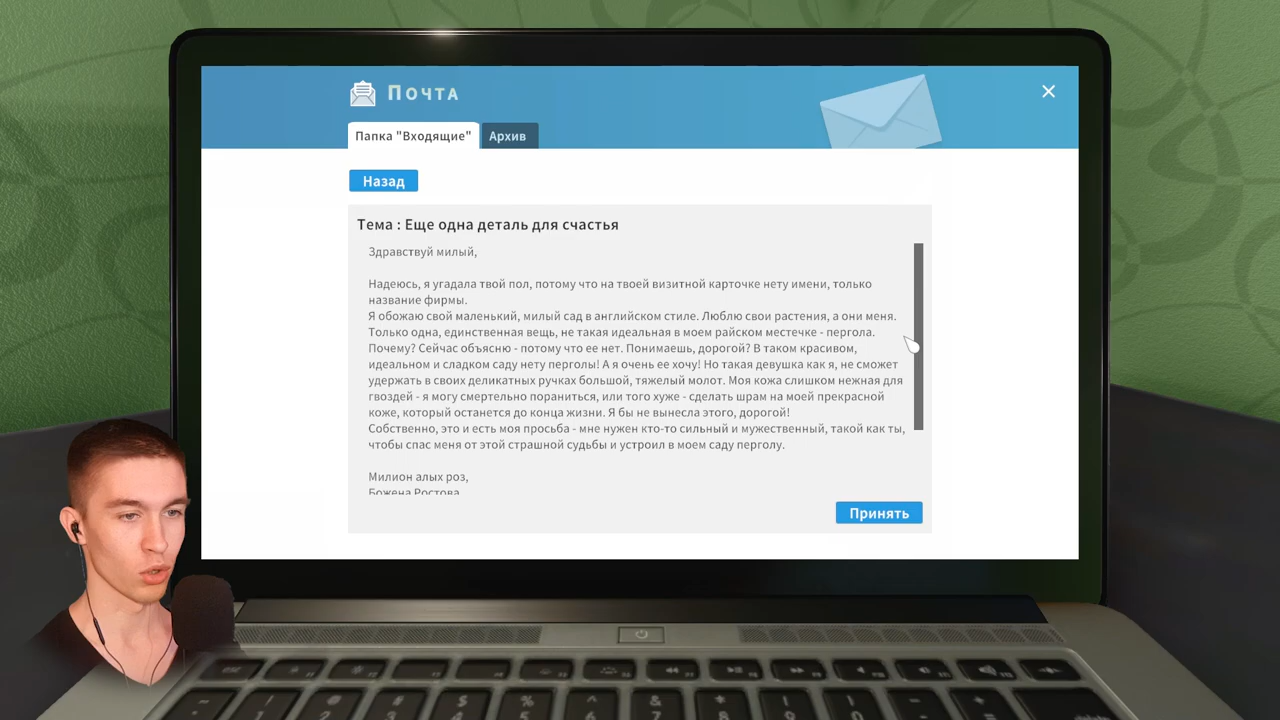 Почта
Папка "Входящие"
Архив
Назад
Тема : Еще одна деталь для счастья
Здравствуй милый,
Надеюсь, я угадала твой пол, потому что на твоей визитной карточке нету имени, только
название фирмы.
Я обожаю свой маленький, милый сад в английском стиле. Люблю свои растения, а они меня.
Только одна, единственная вещь, не такая идеальная в моем райском местечке - пергола.
Почему? Сейчас объясню - потому что ее нет. Понимаешь, дорогой? В таком красивом,
идеальном и сладком саду нету перголы! А я очень ее хочу! Но такая девушка как я, не сможет
удержать в своих деликатных ручках большой, тяжелый молот. Моя кожа слишком нежная для
гвоздей - я могу смертельно пораниться, или того хуже - сделать шрам на моей прекрасной
коже, который останется до конца жизни. Я бы не вынесла этого, дорогой!
Собственно, это и есть моя просьба - мне нужен кто-то сильный и мужественный, такой как ты,
чтобы спас меня от этой страшной судьбы и устроил в моем саду перголу.
Милион алых роз,
Божена Ростова
Принять